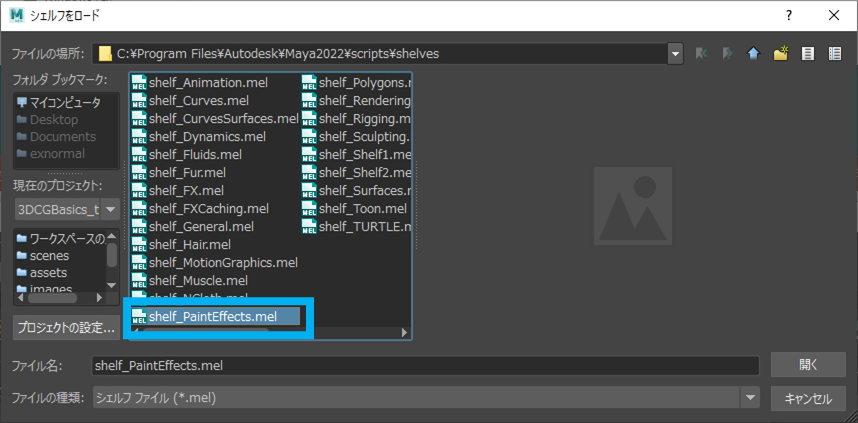 シェルフをロード
ファイルの場所: C:¥Program Files¥Autodesk¥Maya2022¥scripts¥shelves
フォルダ ブックマーク:
マイコンピュータ
Desktop
Documents
exnormal
現在のプロジェクト:
3DCGBasics_t
ワークスペースの
scenes
assets
images
プロジェクトの設定...
shelf_Animation.mel
shelf_Curves.mel
shelf_CurvesSurfaces.mel
shelf_Dynamics.mel
shelf_Fluids.mel
shelf_Fur.mel
shelf_FX.mel
shelf_FXCaching.mel
shelf_General.mel
shelf_Hair.mel
shelf_MotionGraphics.mel
shelf_Muscle.mel
shelf_NCloth.mel
shelf_PaintEffects.mel
shelf_Polygons.m
shelf_Rendering
shelf_Rigging.m
shelf_Sculpting.
shelf_Shelf1.me
shelf_Shelf2.me
shelf_Surfaces.m
shelf_Toon.mel
shelf_TURTLE.m
ファイル名: shelf_PaintEffects.mel 開く
ファイルの種類: シェルフ ファイル (*.mel) キャンセル